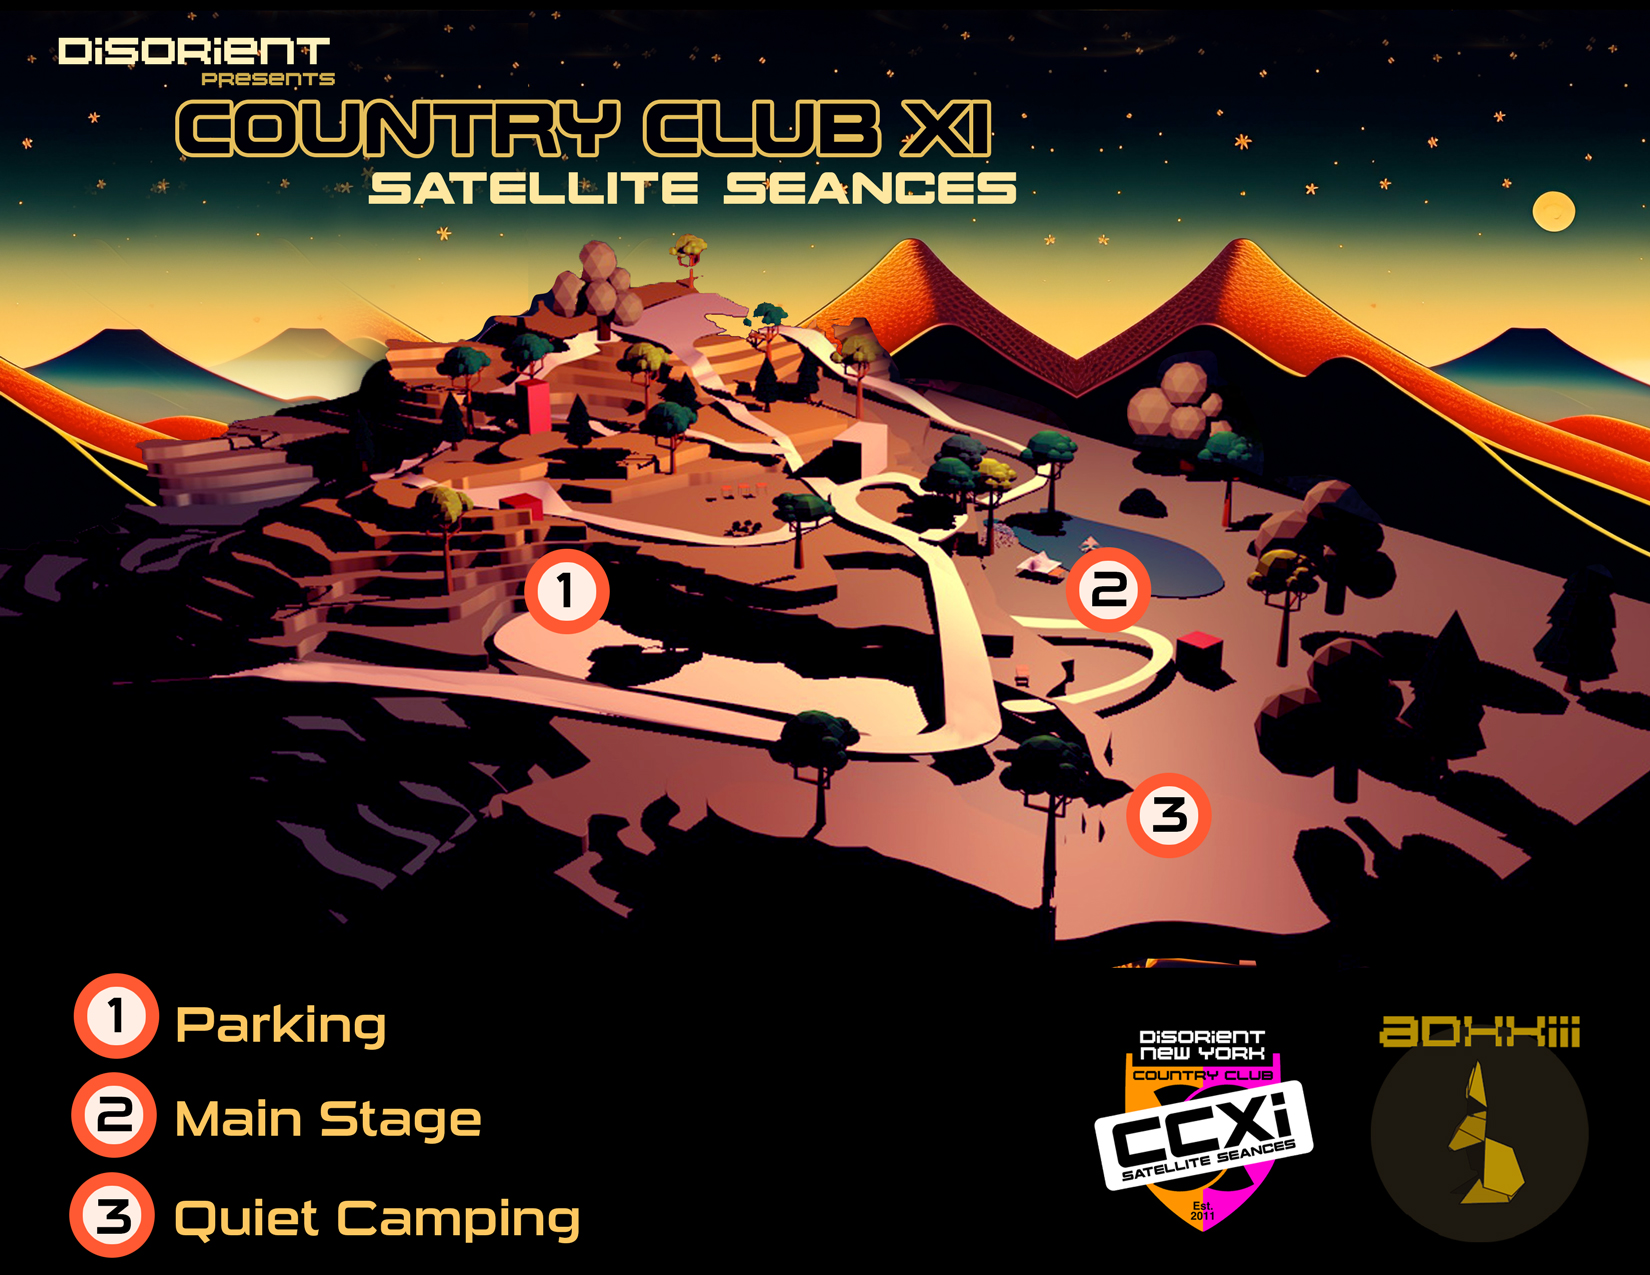 DiSORiENT
PRESENTS
COUNTRY CLUB XI
SATELLITE SEANCES
1
2
3
1 Parking
2 Main Stage
3 Quiet Camping
DiSORiENT
NEW YORK
COUNTRY CLUB
CCXi
SATELLITE SEANCES
Est.
2011
aDXXiii